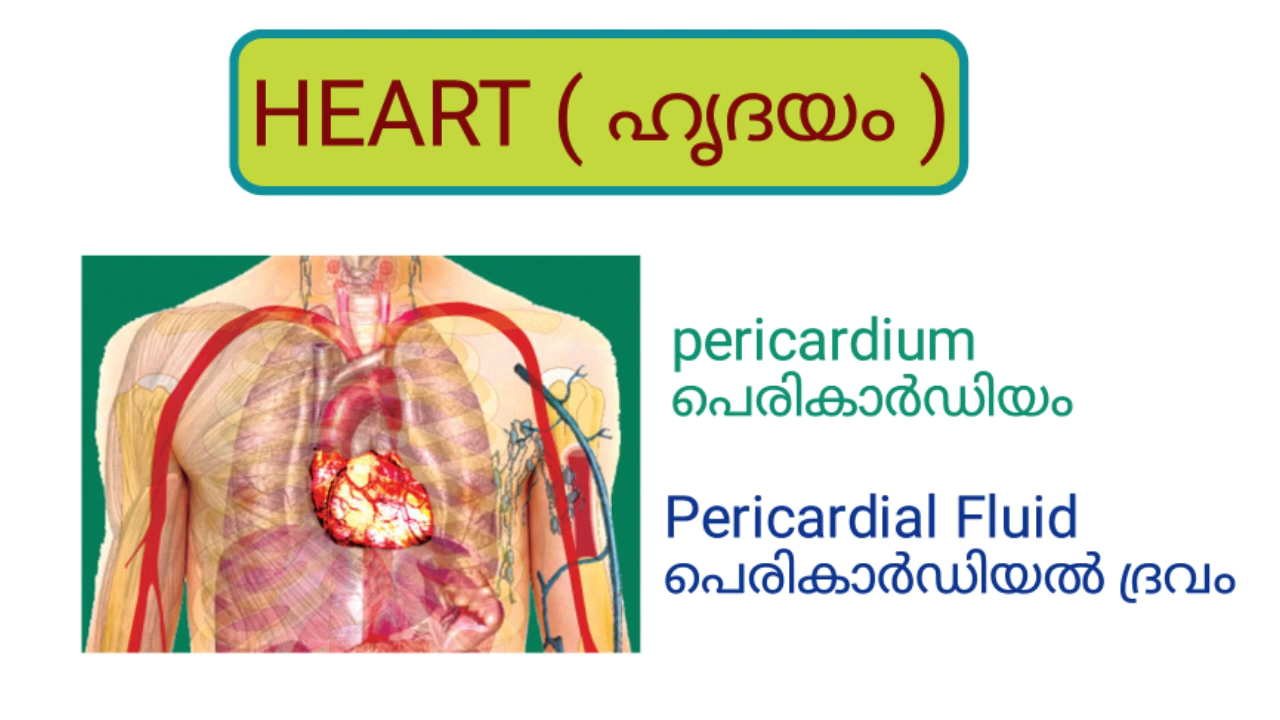 HEART ( ഹൃദയം )
pericardium
പെരികാർഡിയം
Pericardial Fluid
പെരികാർഡിയൽ ദ്രവം